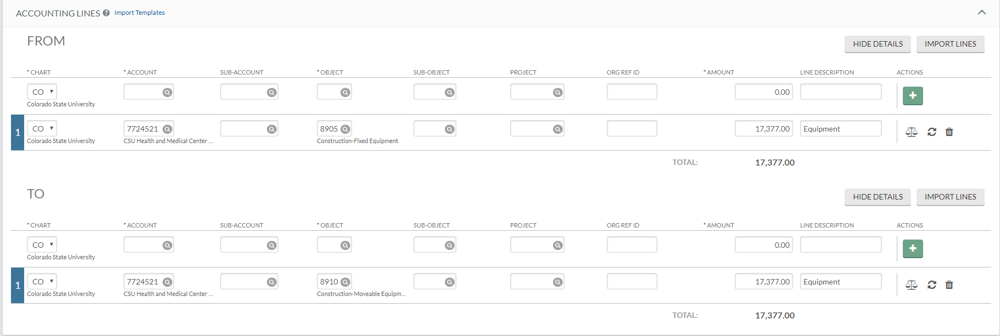 ACCOUNTING LINES ? Import Templates
FROM
HIDE DETAILS IMPORT LINES
* CHART * ACCOUNT SUB-ACCOUNT * OBJECT SUB-OBJECT PROJECT ORG REF ID * AMOUNT LINE DESCRIPTION ACTIONS
CO 0.00
Colorado State University
1 CO 7724521 8905 17,377.00 Equipment
Colorado State University CSU Health and Medical Center ... Construction-Fixed Equipment
TOTAL: 17,377.00
TO
HIDE DETAILS IMPORT LINES
* CHART * ACCOUNT SUB-ACCOUNT * OBJECT SUB-OBJECT PROJECT ORG REF ID * AMOUNT LINE DESCRIPTION ACTIONS
CO 0.00
Colorado State University
1 CO 7724521 8910 17,377.00 Equipment
Colorado State University CSU Health and Medical Center ... Construction-Moveable Equipm...
TOTAL: 17,377.00